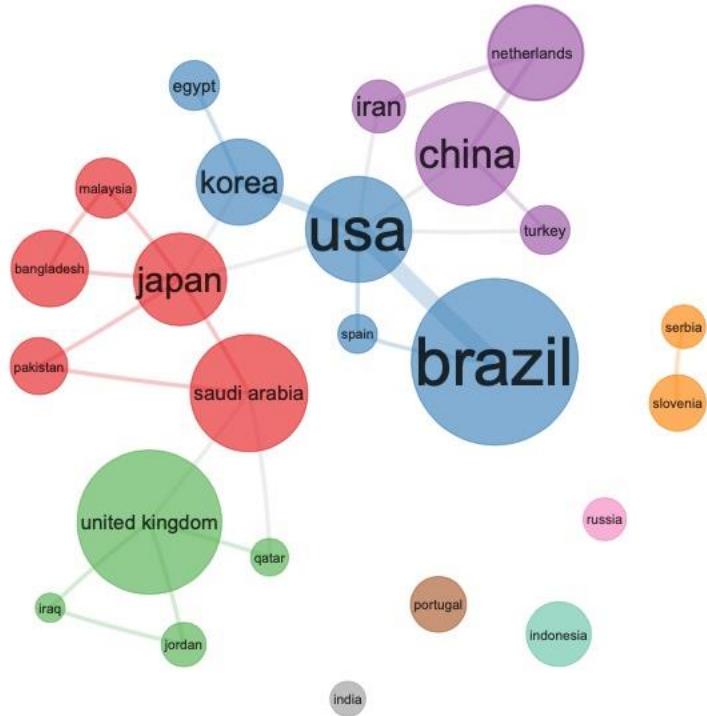 netherlands
egypt
iran
china
korea
malaysia
usa
turkey
bangladesh
japan
serbia
spain
brazil
pakistan
saudi arabia
slovenia
united kingdom
russia
qatar
iraq
portugal
jordan
indonesia
india